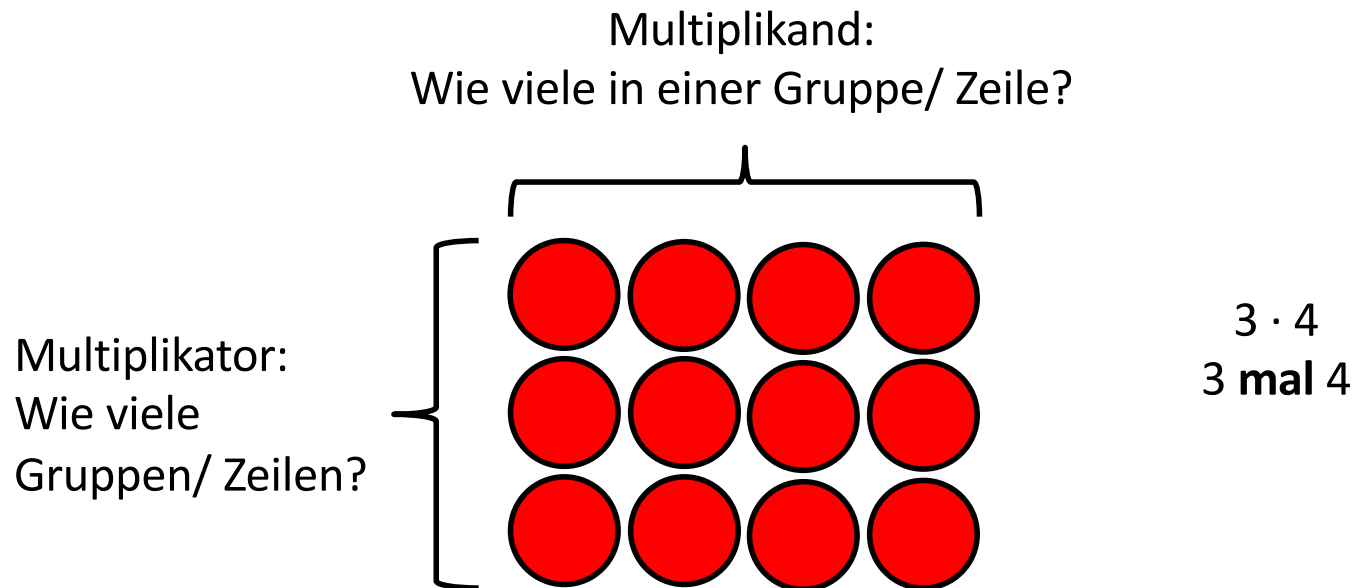 Multiplikand:
Wie viele in einer Gruppe/ Zeile?
Multiplikator:
Wie viele
Gruppen/ Zeilen?
3 · 4
3 mal 4